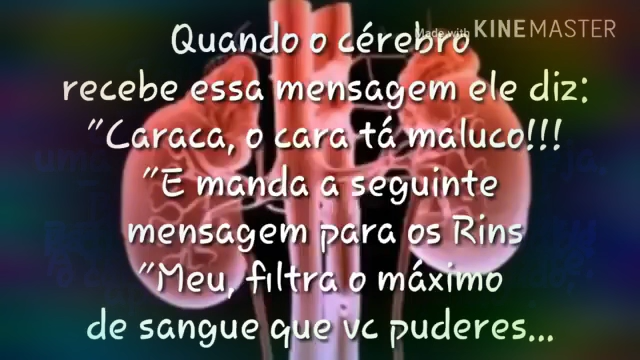 Made with KINEMASTER
Quando o cérebro
recebe essa mensagem ele diz:
"Caraca, o cara tá maluco!!!
"E manda a seguinte
mensagem para os Rins
"Meu, filtra o máximo
de sangue que vc puderes...